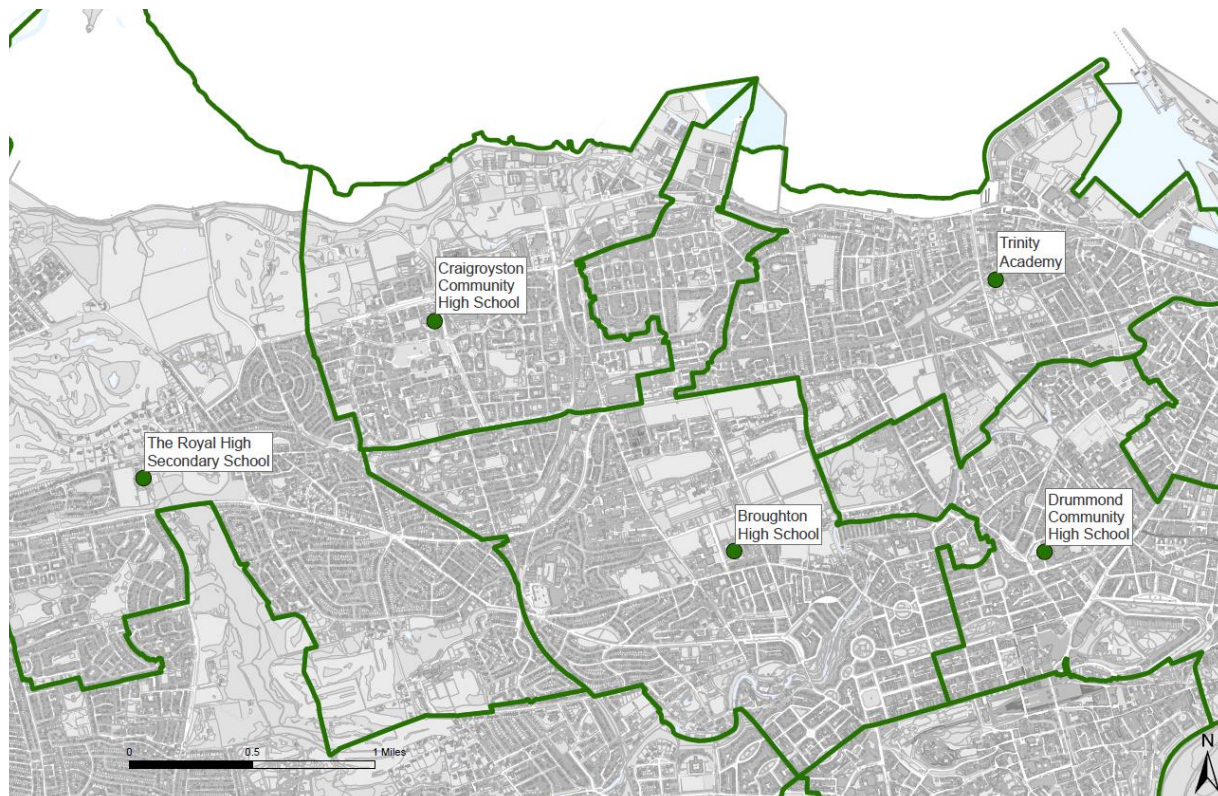 Trinity
Academy
Craigroyston
Community
High School
The Royal High
Secondary School
Broughton
High School
Drummond
Community
High School
0 0.5 1 Miles
N